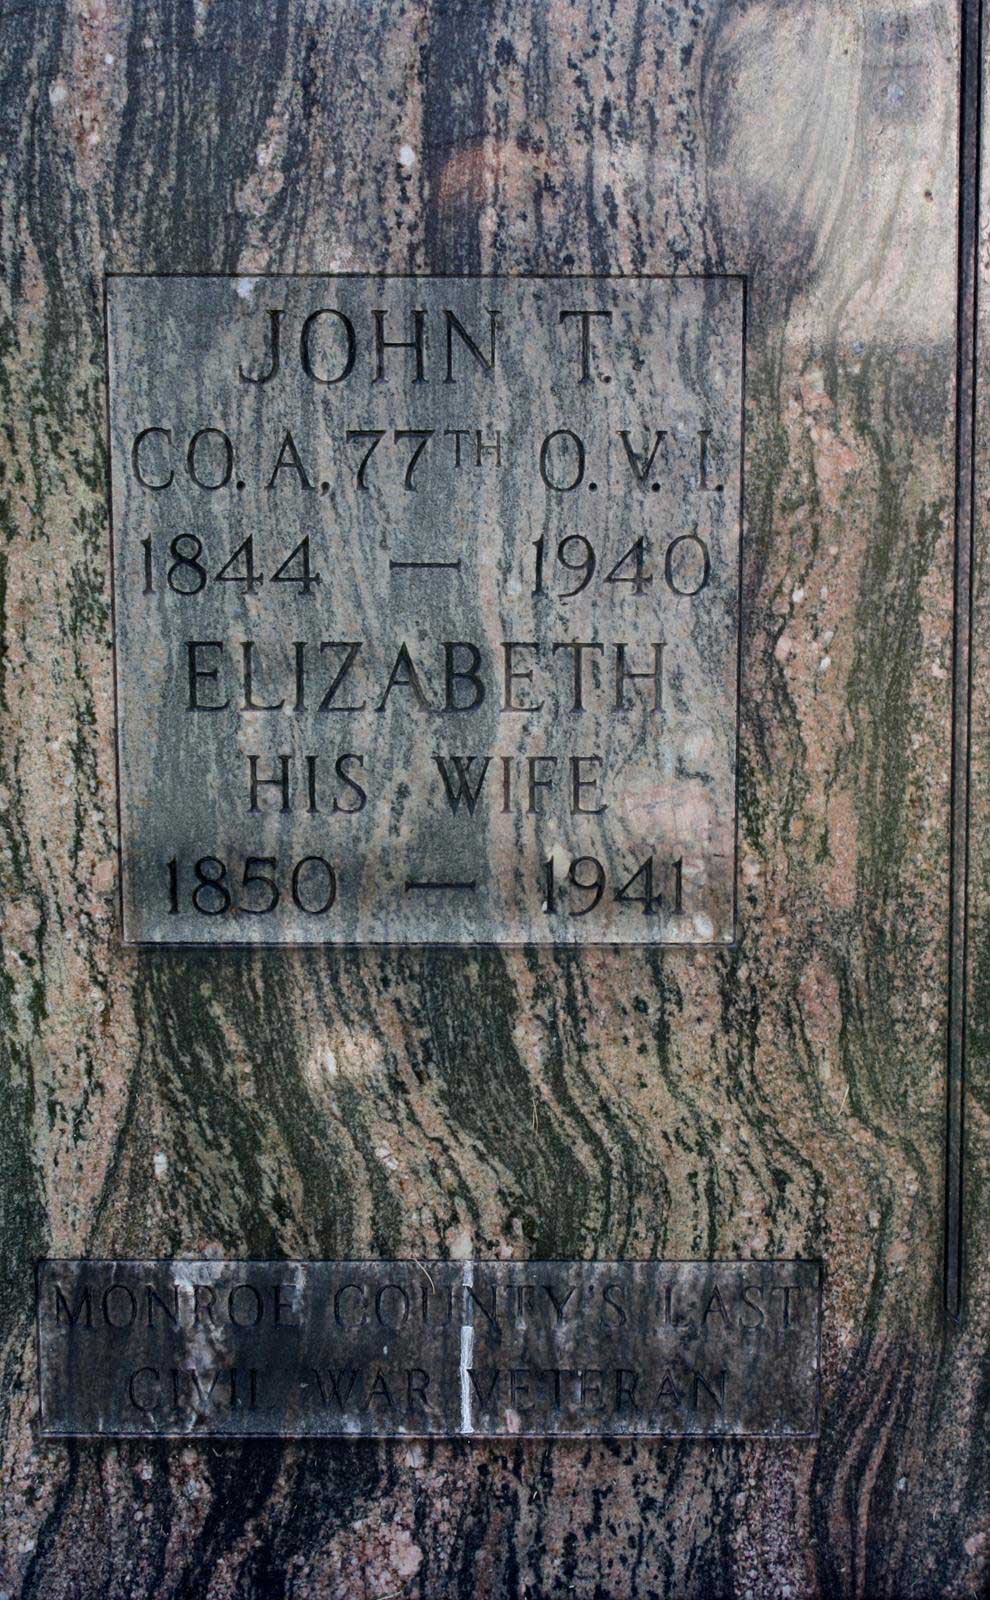 JOHN T.
CO. A, 77TH O. V. I.
1844 — 1940
ELIZABETH
HIS WIFE
1850 — 1941
MONROE COUNTY'S LAST
CIVIL WAR VETERAN